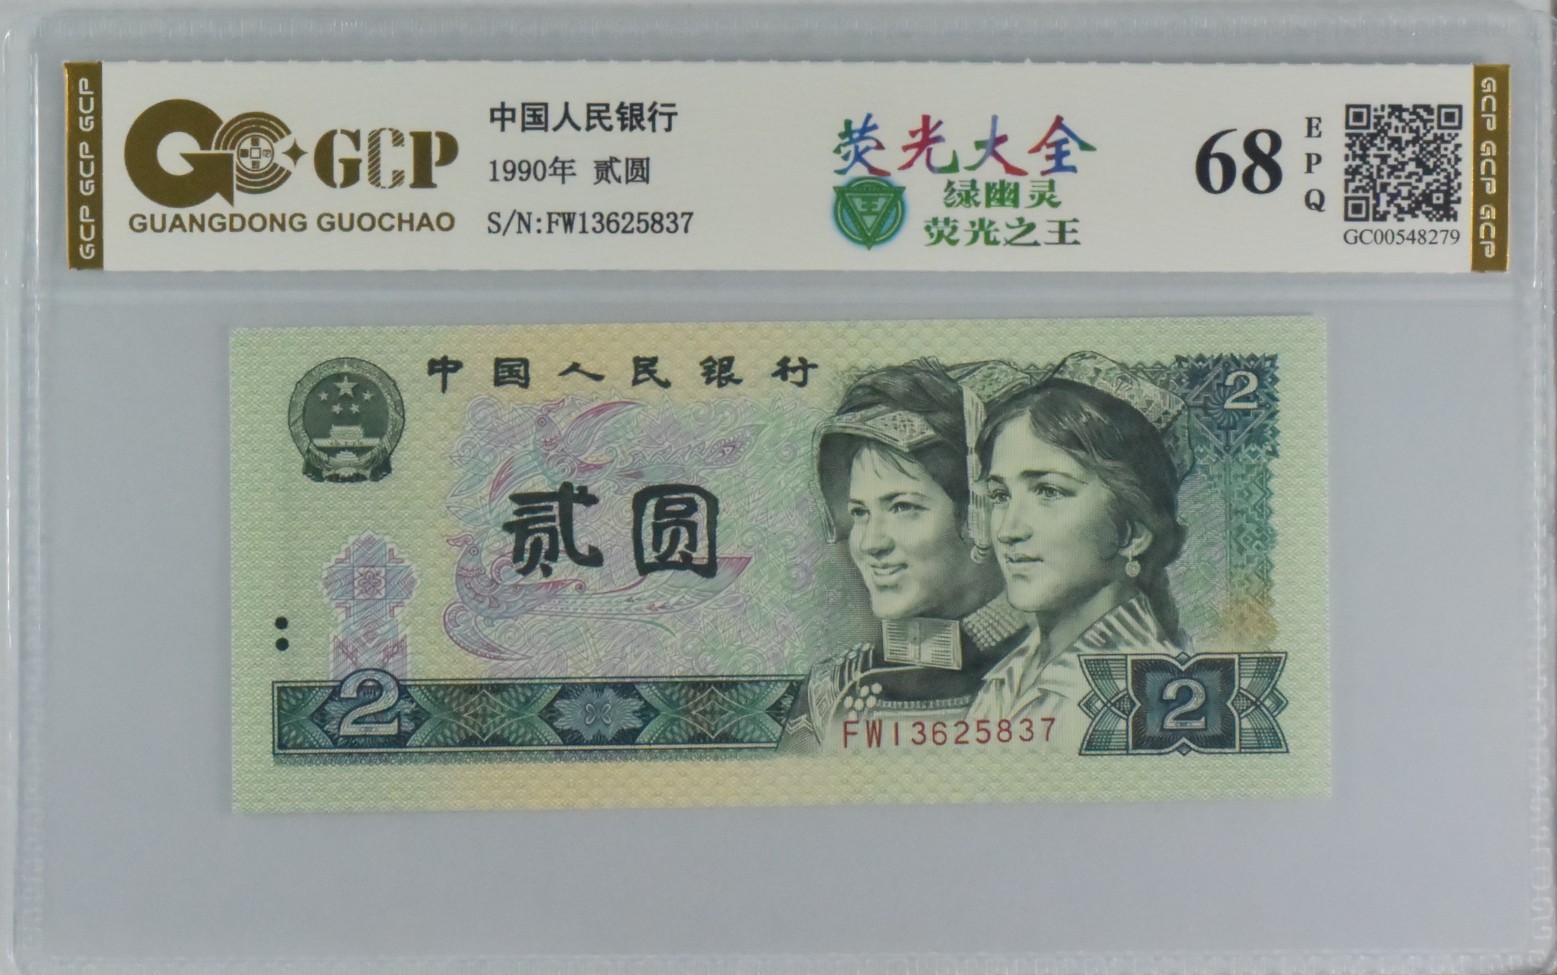 GCP GCP GCP
GCP
GUANGDONG GUOCHAO
中国人民银行
1990年 贰圆
S/N:FW13625837
荧光大全
王
绿幽灵
荧光之王
68
EPQ
GC00548279
GCP GCP GCP
中国人民银行
2
贰圆
2
FW13625837
2